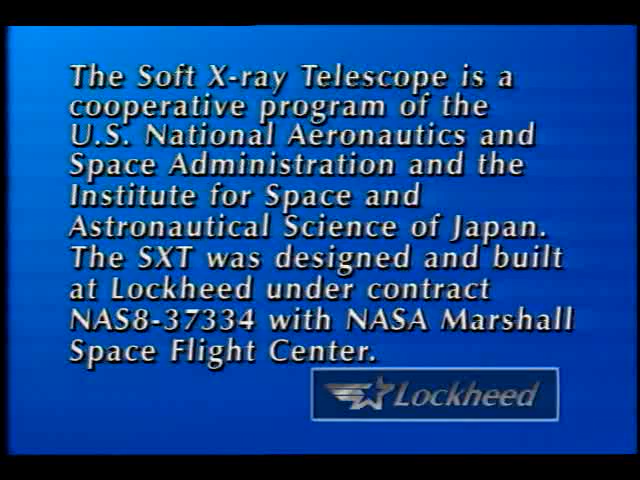 The Soft X-ray Telescope is a
cooperative program of the
U.S. National Aeronautics and
Space Administration and the
Institute for Space and
Astronautical Science of Japan.
The SXT was designed and built
at Lockheed under contract
NAS8-37334 with NASA Marshall
Space Flight Center.
Lockheed